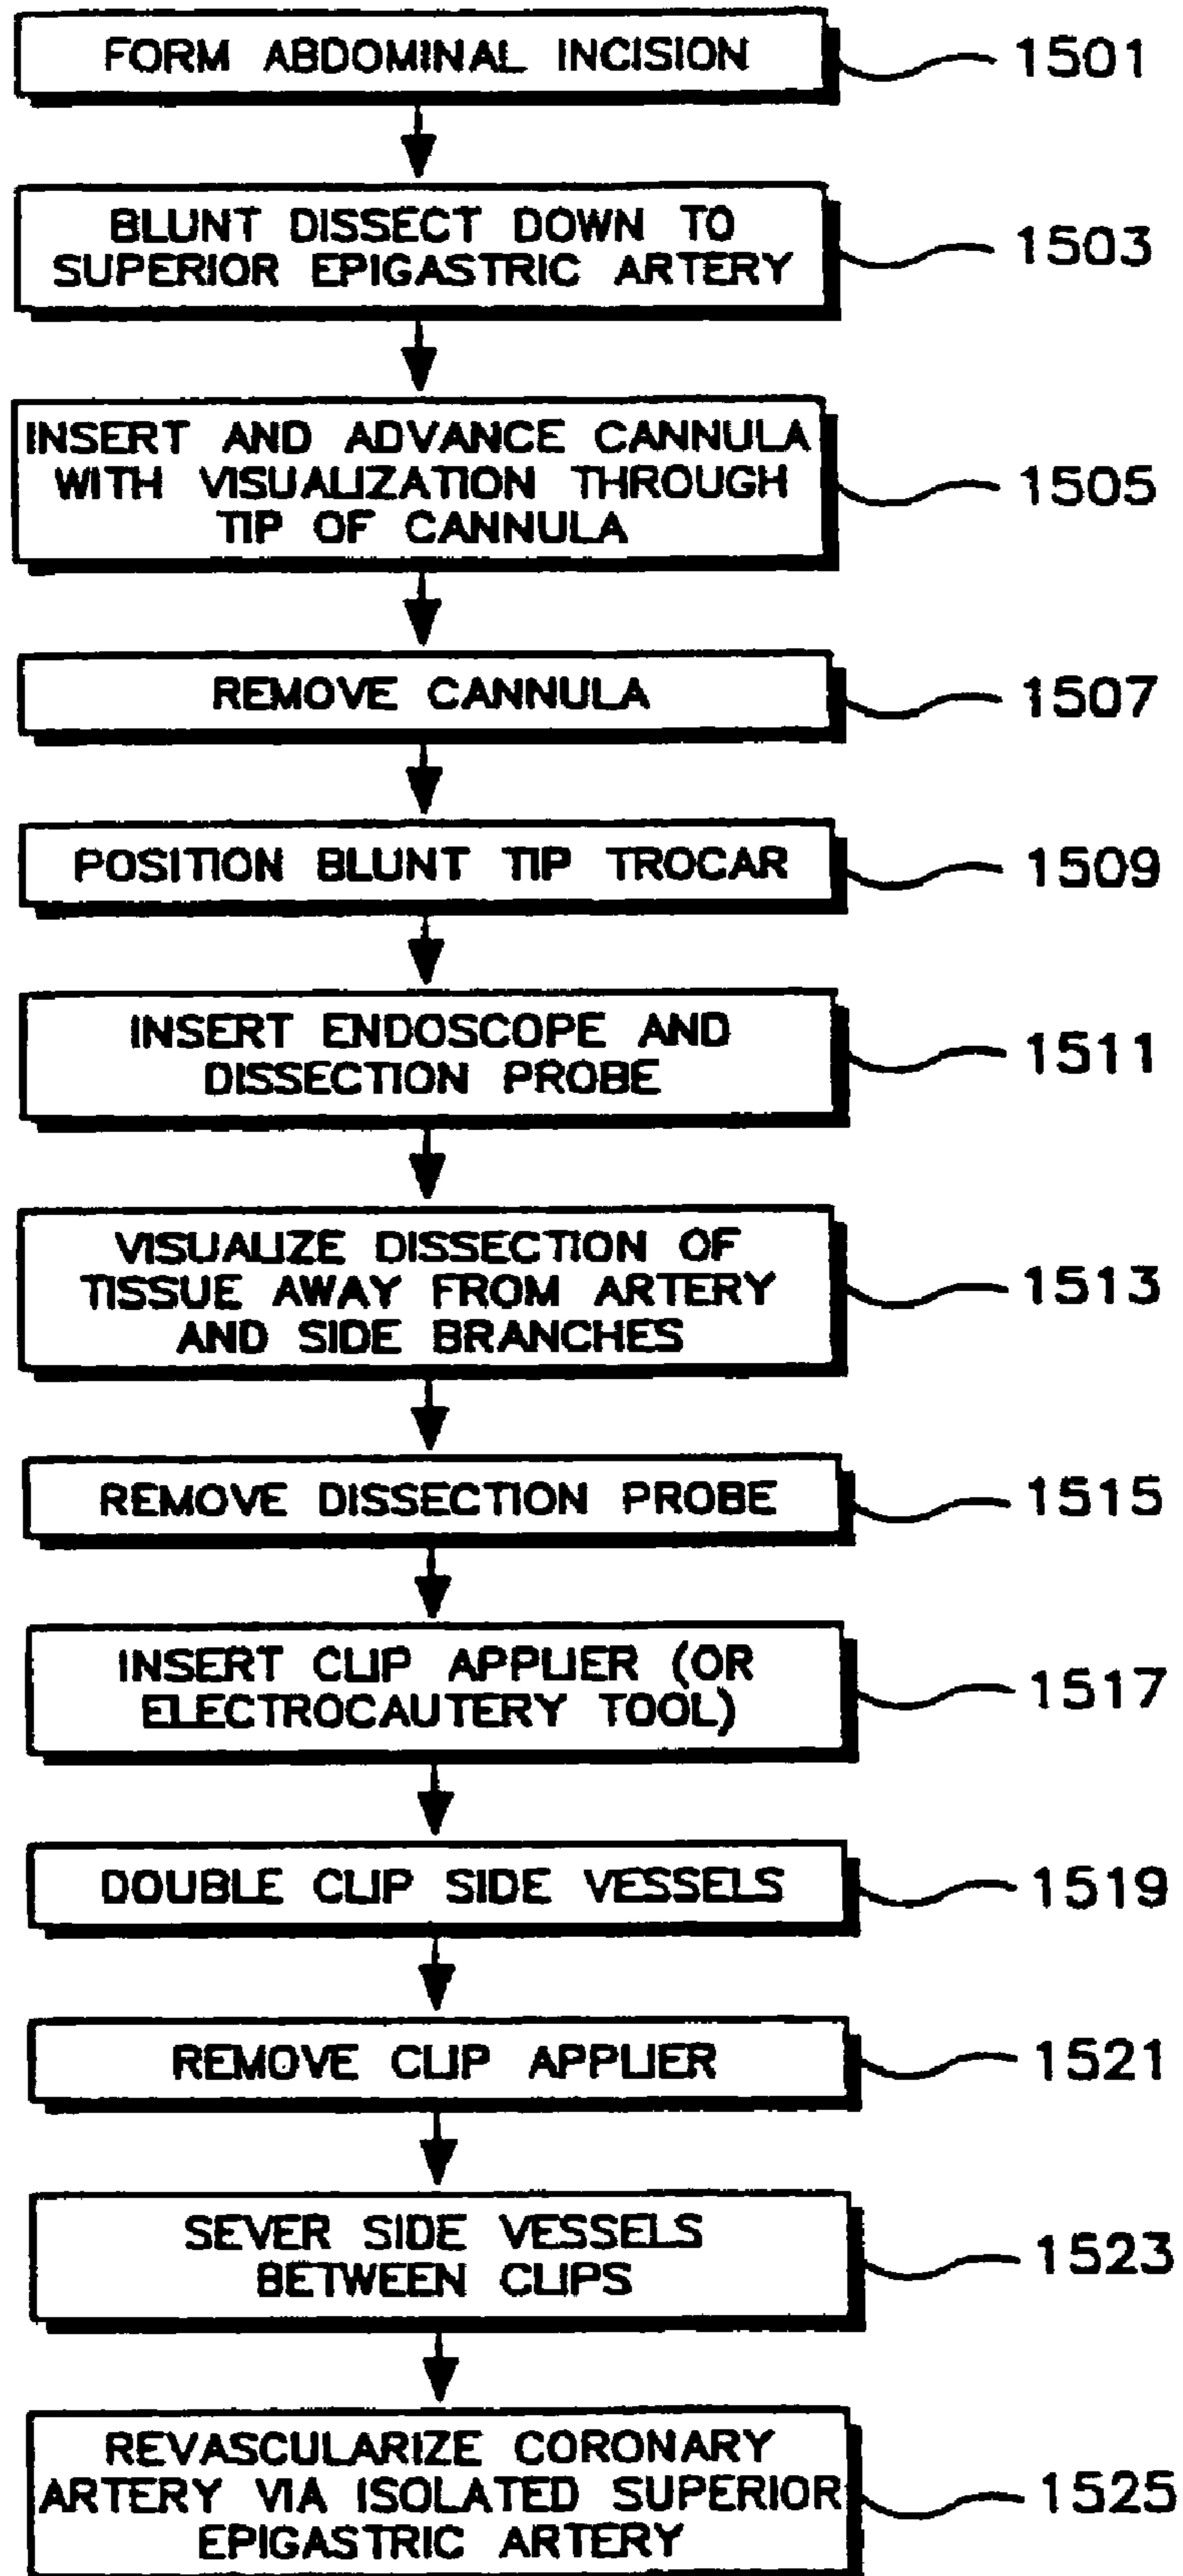 FORM ABDOMINAL INCISION
1501
BLUNT DISSECT DOWN TO
SUPERIOR EPIGASTRIC ARTERY
1503
INSERT AND ADVANCE CANNULA
WITH VISUALIZATION THROUGH
TIP OF CANNULA
1505
REMOVE CANNULA
1507
POSITION BLUNT TIP TROCAR
1509
INSERT ENDOSCOPE AND
DISSECTION PROBE
1511
VISUALIZE DISSECTION OF
TISSUE AWAY FROM ARTERY
AND SIDE BRANCHES
1513
REMOVE DISSECTION PROBE
1515
INSERT CLIP APPLIER (OR
ELECTROCAUTERY TOOL)
1517
DOUBLE CLIP SIDE VESSELS
1519
REMOVE CLIP APPLIER
1521
SEVER SIDE VESSELS
BETWEEN CLIPS
1523
REVASCULARIZE CORONARY
ARTERY VIA ISOLATED SUPERIOR
EPIGASTRIC ARTERY
1525